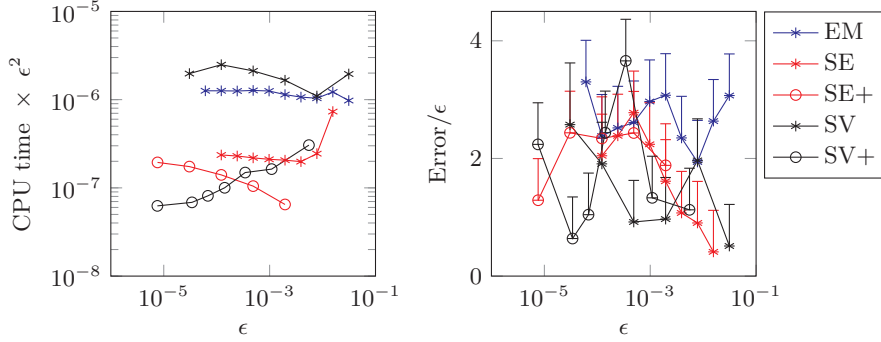 CPU time × ϵ²
10⁻⁵
10⁻⁶
10⁻⁷
10⁻⁸
10⁻⁵
10⁻³
10⁻¹
ϵ
Error/ϵ
4
2
0
10⁻⁵
10⁻³
10⁻¹
ϵ
EM
SE
SE+
SV
SV+